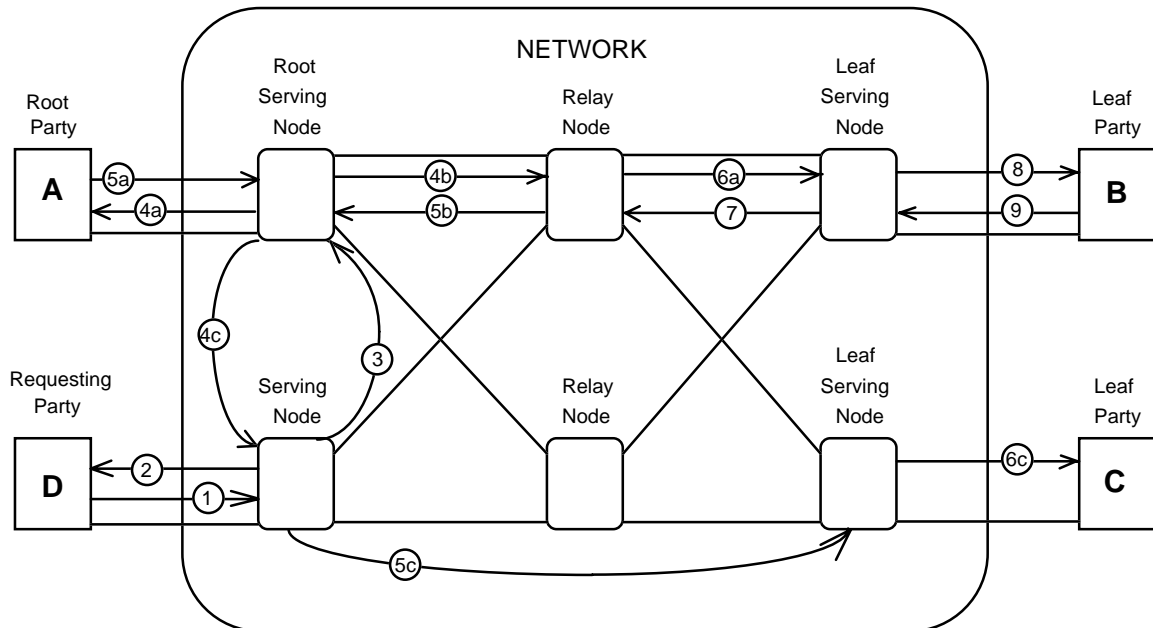 NETWORK
Root
Serving
Node
Relay
Node
Leaf
Serving
Node
Root
Party
Leaf
Party
A
5a
4a
4b
5b
6a
7
8
9
B
4c
3
Requesting
Party
Serving
Node
Relay
Node
Leaf
Serving
Node
Leaf
Party
D
2
1
6c
C
5c